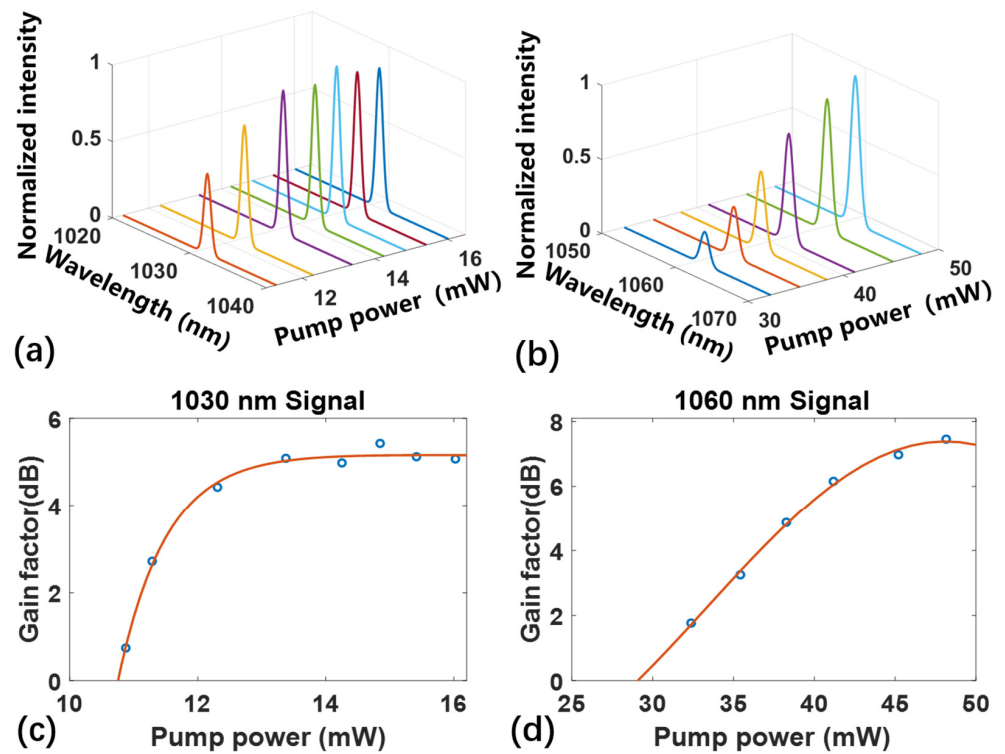 (a)
Normalized intensity
1
0.5
0
1020
1030
1040
Wavelength (nm)
12
14
16
Pump power (mW)
(b)
Normalized intensity
1
0.5
0
1050
1060
1070
Wavelength (nm)
30
40
50
Pump power (mW)
1030 nm Signal
Gain factor(dB)
6
4
2
0
10
12
14
16
Pump power (mW)
(c)
1060 nm Signal
Gain factor(dB)
8
6
4
2
0
25
30
35
40
45
50
Pump power (mW)
(d)